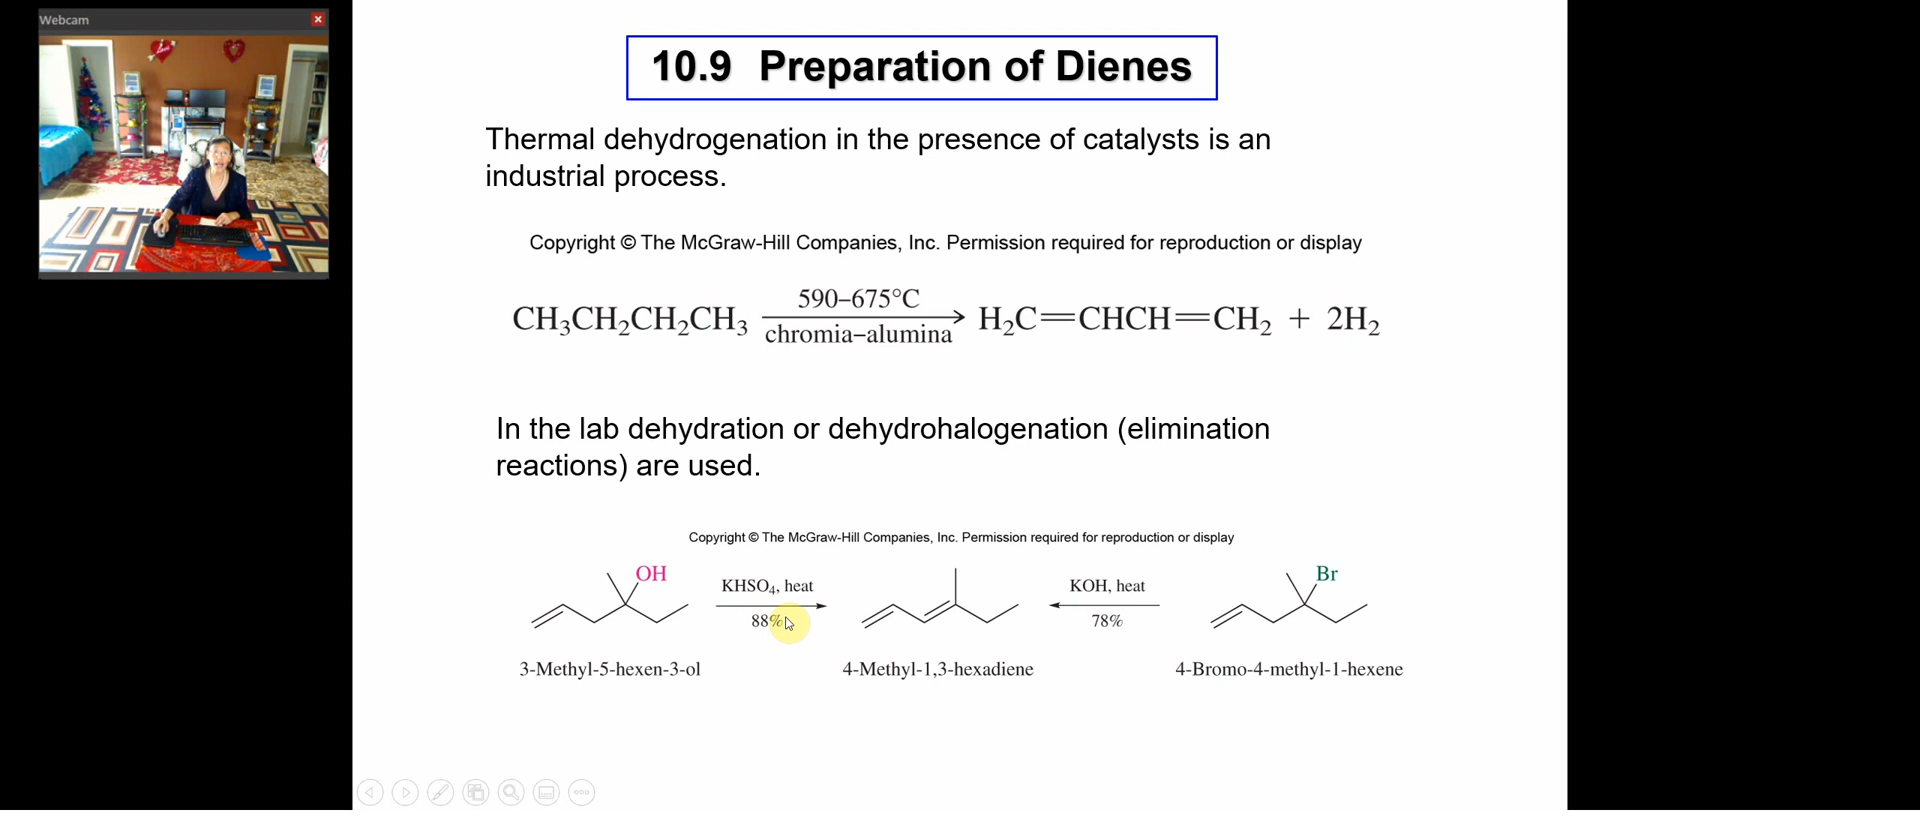 Webcam
10.9 Preparation of Dienes
Thermal dehydrogenation in the presence of catalysts is an
industrial process.
Copyright © The McGraw-Hill Companies, Inc. Permission required for reproduction or display
590–675°C
CH₃CH₂CH₂CH₃ → H₂C=CHCH=CH₂ + 2H₂
chromia–alumina
In the lab dehydration or dehydrohalogenation (elimination
reactions) are used.
Copyright © The McGraw-Hill Companies, Inc. Permission required for reproduction or display
OH
KHSO₄, heat
88%
KOH, heat
78%
Br
3-Methyl-5-hexen-3-ol
4-Methyl-1,3-hexadiene
4-Bromo-4-methyl-1-hexene